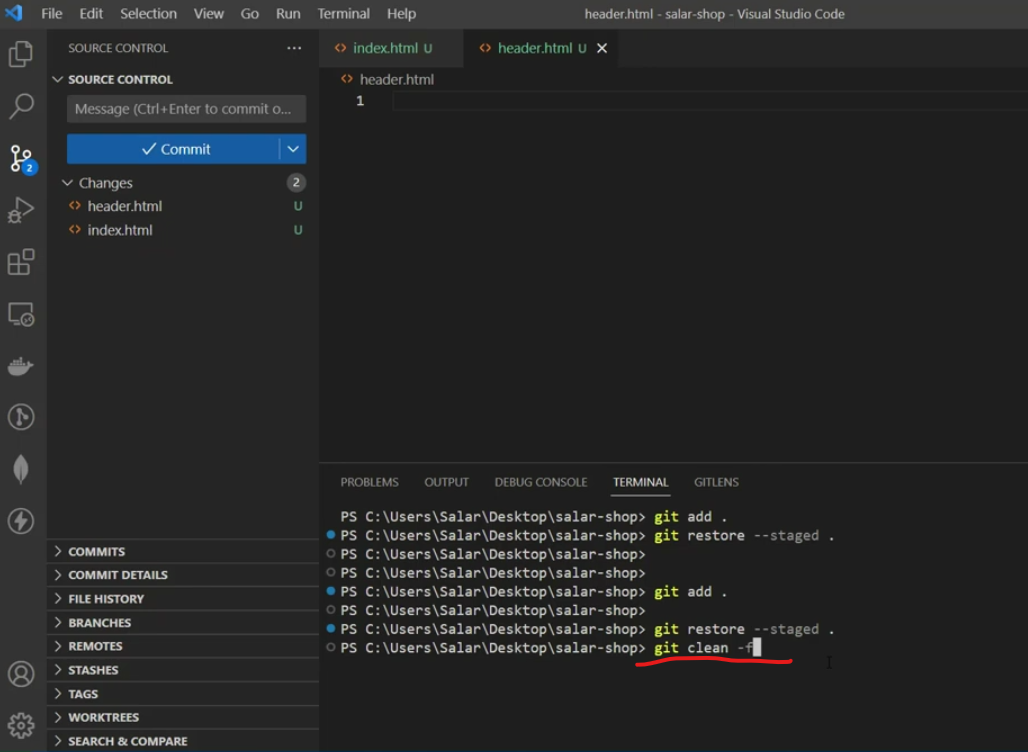 File Edit Selection View Go Run Terminal Help header.html - salar-shop - Visual Studio Code
SOURCE CONTROL ···
SOURCE CONTROL
Message (Ctrl+Enter to commit o...
Commit
2
Changes 2
header.html U
index.html U
COMMITS
COMMIT DETAILS
FILE HISTORY
BRANCHES
REMOTES
STASHES
TAGS
WORKTREES
SEARCH & COMPARE
index.html U header.html U
header.html
1
PROBLEMS OUTPUT DEBUG CONSOLE TERMINAL GITLENS
PS C:\Users\Salar\Desktop\salar-shop> git add .
PS C:\Users\Salar\Desktop\salar-shop> git restore --staged .
PS C:\Users\Salar\Desktop\salar-shop>
PS C:\Users\Salar\Desktop\salar-shop>
PS C:\Users\Salar\Desktop\salar-shop> git add .
PS C:\Users\Salar\Desktop\salar-shop>
PS C:\Users\Salar\Desktop\salar-shop> git restore --staged .
PS C:\Users\Salar\Desktop\salar-shop> git clean -f